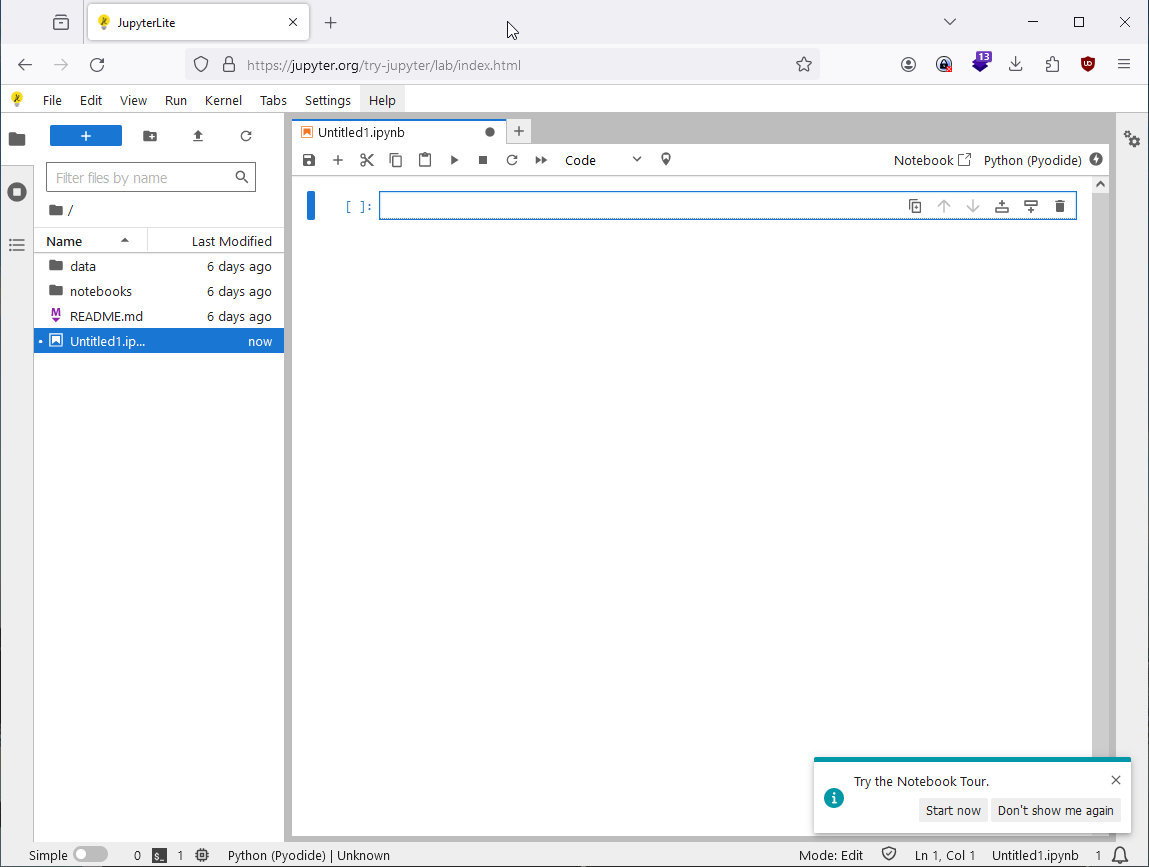 JupyterLite
https://jupyter.org/try-jupyter/lab/index.html
13
File Edit View Run Kernel Tabs Settings Help
Untitled1.ipynb
Code
Notebook
Python (Pyodide)
Filter files by name
/
Name Last Modified
data 6 days ago
notebooks 6 days ago
README.md 6 days ago
Untitled1.ip... now
[ ]:
Try the Notebook Tour.
Start now
Don't show me again
Simple 0 $_ 1 Python (Pyodide) | Unknown Mode: Edit Ln 1, Col 1 Untitled1.ipynb 1